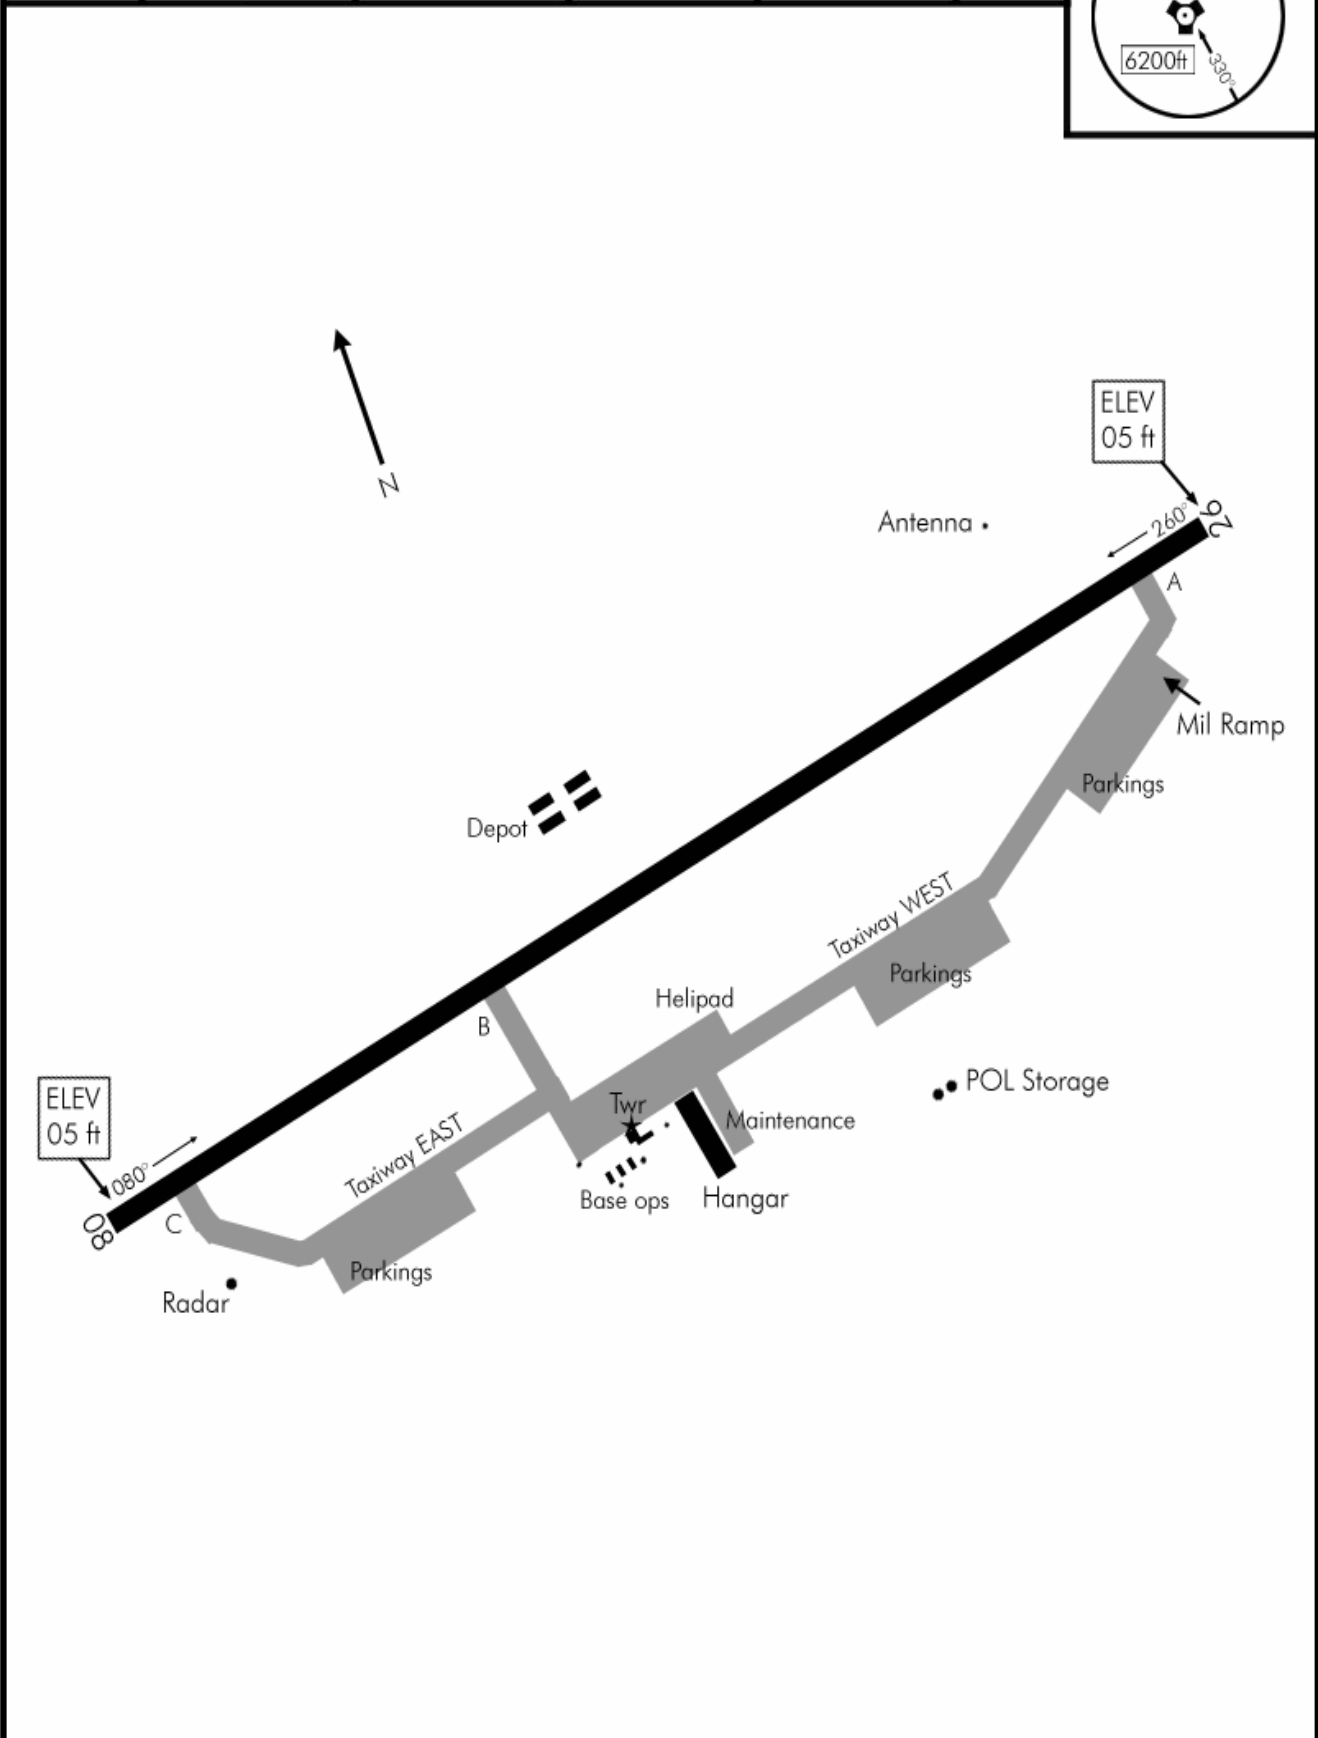 6200ft
330°
N
ELEV
05 ft
Antenna
260°
26
A
Mil Ramp
Parkings
Depot
Taxiway WEST
Parkings
Helipad
B
POL Storage
ELEV
05 ft
Twr
Maintenance
Taxiway EAST
080°
Base ops
Hangar
08
C
Parkings
Radar